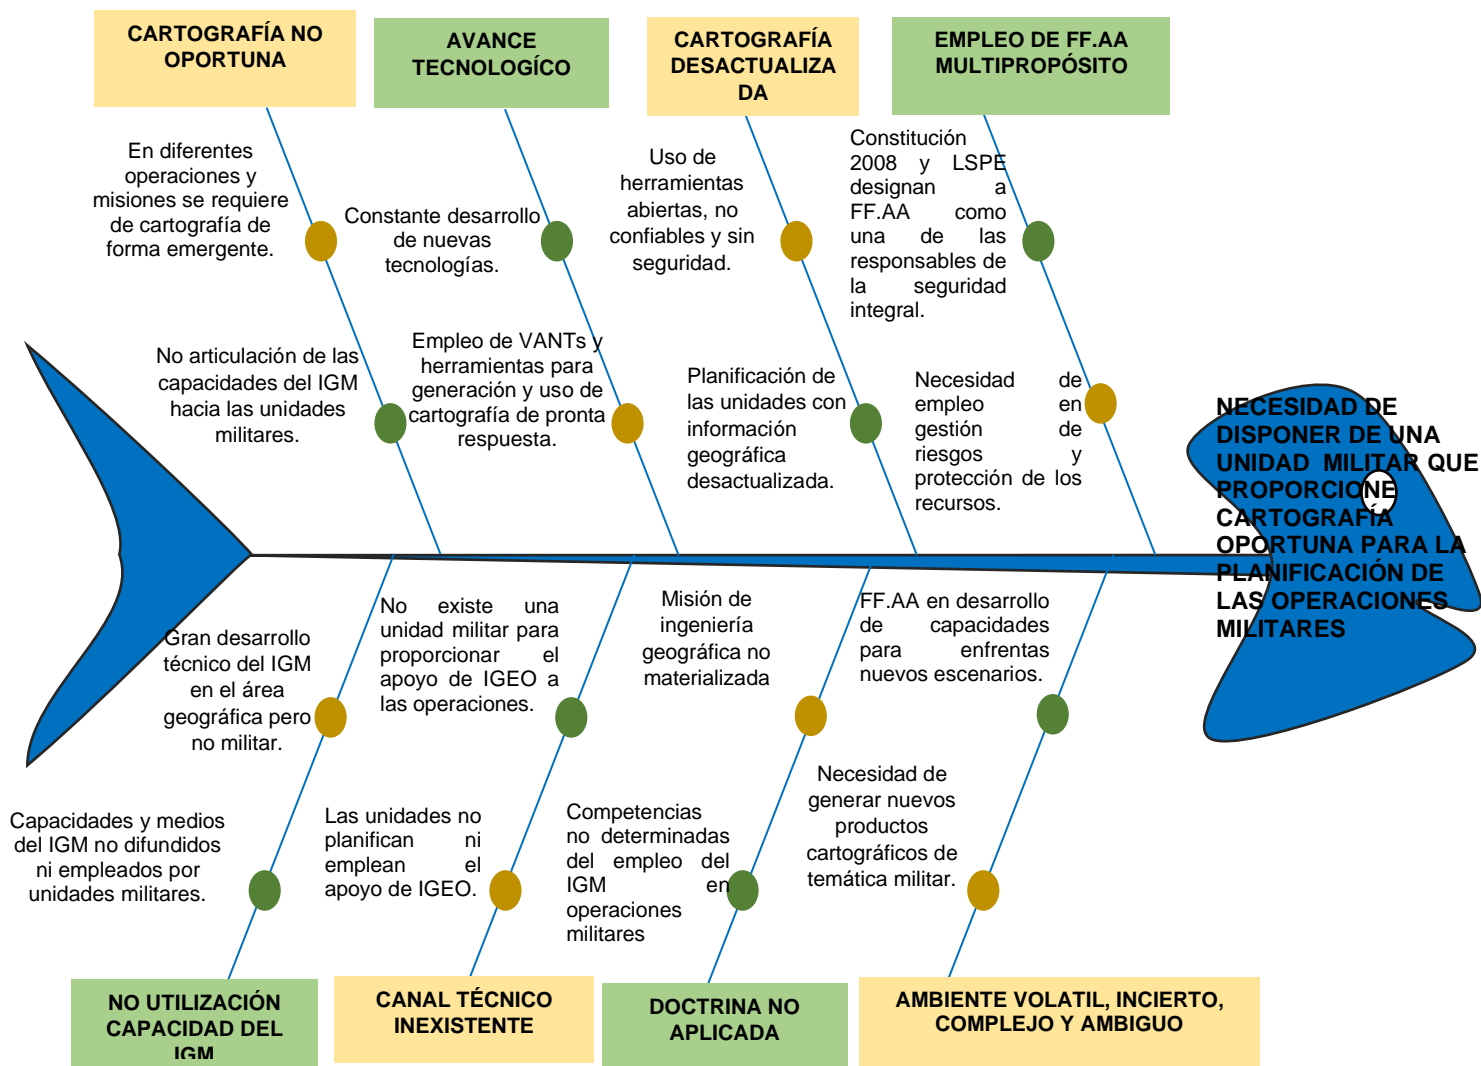 CARTOGRAFÍA NO
OPORTUNA
AVANCE
TECNOLOGÍCO
CARTOGRAFÍA
DESACTUALIZA
DA
EMPLEO DE FF.AA
MULTIPROPÓSITO
En diferentes
operaciones y
misiones se requiere
de cartografía de
forma emergente.
Constante desarrollo
de nuevas
tecnologías.
Uso de
herramientas
abiertas, no
confiables y sin
seguridad.
Constitución
2008 y LSPE
designan a
FF.AA como
una de las
responsables de
la seguridad
integral.
No articulación de las
capacidades del IGM
hacia las unidades
militares.
Empleo de VANTs y
herramientas para
generación y uso de
cartografía de pronta
respuesta.
Planificación de
las unidades con
información
geográfica
desactualizada.
Necesidad de
empleo en
gestión de
riesgos y
protección de los
recursos.
NECESIDAD DE
DISPONER DE UNA
UNIDAD MILITAR QUE
PROPORCIONE
CARTOGRAFÍA
OPORTUNA PARA LA
PLANIFICACIÓN DE
LAS OPERACIONES
MILITARES
Gran desarrollo
técnico del IGM
en el área
geográfica pero
no militar.
No existe una
unidad militar para
proporcionar el
apoyo de IGEO a
las operaciones.
Misión de
ingeniería
geográfica no
materializada
FF.AA en desarrollo
de capacidades
para enfrentas
nuevos escenarios.
Capacidades y medios
del IGM no difundidos
ni empleados por
unidades militares.
Las unidades no
planifican ni
emplean el
apoyo de IGEO.
Competencias
no determinadas
del empleo del
IGM en
operaciones
militares
Necesidad de
generar nuevos
productos
cartográficos de
temática militar.
NO UTILIZACIÓN
CAPACIDAD DEL
IGM
CANAL TÉCNICO
INEXISTENTE
DOCTRINA NO
APLICADA
AMBIENTE VOLATIL, INCIERTO,
COMPLEJO Y AMBIGUO